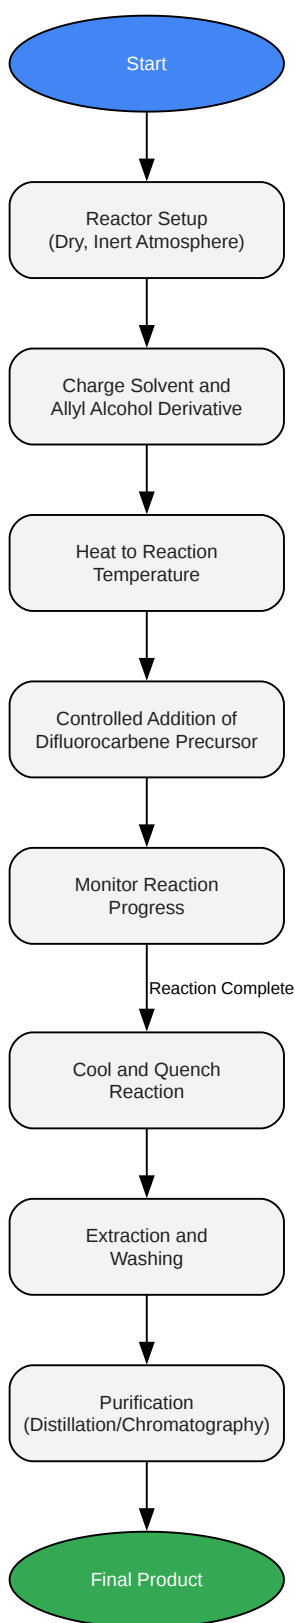 Start
Reactor Setup
(Dry, Inert Atmosphere)
Charge Solvent and
Allyl Alcohol Derivative
Heat to Reaction
Temperature
Controlled Addition of
Difluorocarbene Precursor
Monitor Reaction
Progress
Reaction Complete
Cool and Quench
Reaction
Extraction and
Washing
Purification
(Distillation/Chromatography)
Final Product